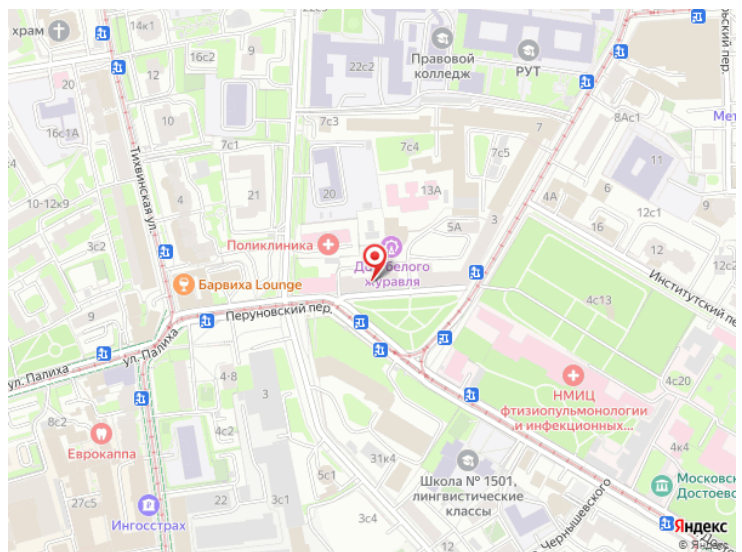 22с9
14к1
храм
16с2
9
Правовой
колледж
РУТ
12
22с2
20
10
7с3
7
8Ас1
Мет
16с1А
7с1
7с4
7с5
11
Тихвинская ул.
13А
4А
6
10-12к9
4
21
20
12с1
9
3с2
Поликлиника
5А
3
12
12с2
Барвиха Lounge
Дом белого
журавля
Институтский пе
4с13
9
Перуновский пер.
ул. Палиха
ул. Палиха
4-8
3
НМИЦ
фтизиопульмонологии
и инфекционных...
4с20
8с2
4с2
Еврокаппа
31к4
4к4
5с1
Школа № 1501,
лингвистические
классы
Московск
Достоев
27с5
22
3с1
Ингосстрах
3с4
Чернышевского
Яндекс
© Яндекс